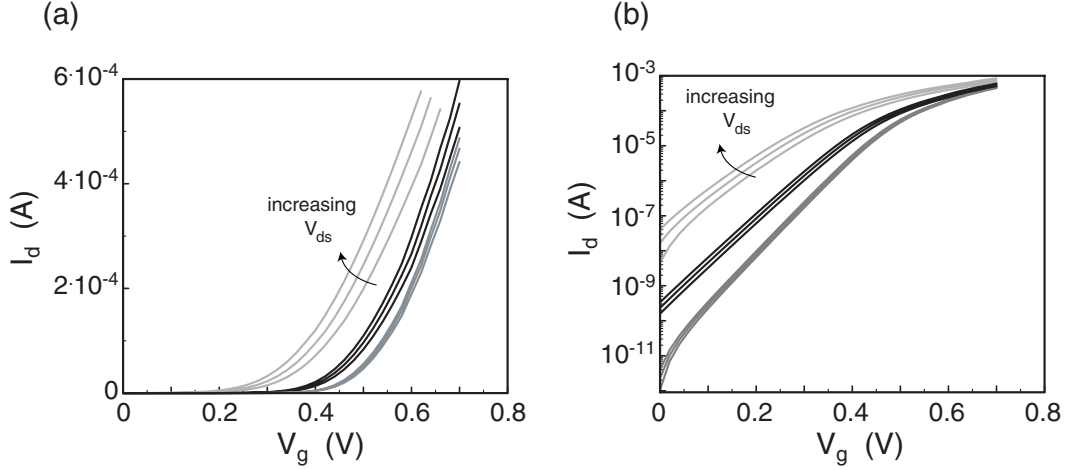 (a)
6·10⁻⁴
4·10⁻⁴
2·10⁻⁴
0
I_d (A)
increasing
V_ds
0 0.2 0.4 0.6 0.8
V_g (V)
(b)
10⁻³
10⁻⁵
10⁻⁷
10⁻⁹
10⁻¹¹
I_d (A)
increasing
V_ds
0 0.2 0.4 0.6 0.8
V_g (V)